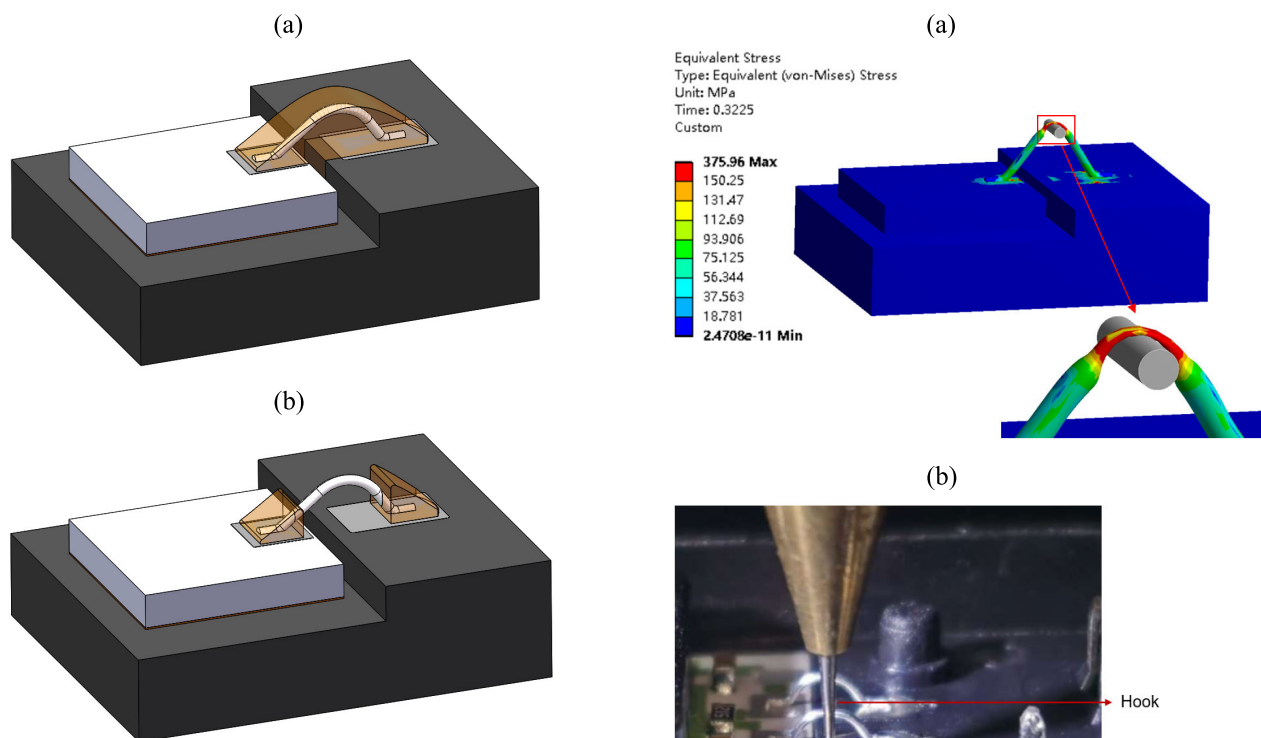 (a)
(b)
(a)
Equivalent Stress
Type: Equivalent (von-Mises) Stress
Unit: MPa
Time: 0.3225
Custom
375.96 Max
150.25
131.47
112.69
93.906
75.125
56.344
37.563
18.781
2.4708e-11 Min
(b)
Hook